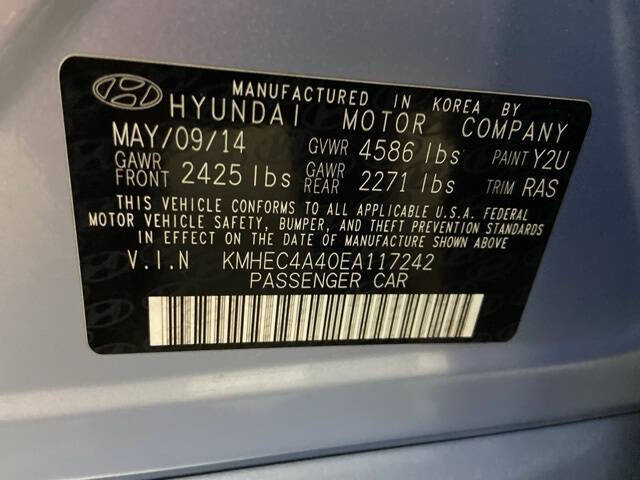 MANUFACTURED IN KOREA BY
HYUNDAI MOTOR COMPANY
MAY/09/14 GVWR 4586 lbs PAINT Y2U
GAWR FRONT 2425 lbs GAWR REAR 2271 lbs TRIM RAS
THIS VEHICLE CONFORMS TO ALL APPLICABLE U.S.A. FEDERAL
MOTOR VEHICLE SAFETY, BUMPER, AND THEFT PREVENTION STANDARDS
IN EFFECT ON THE DATE OF MANUFACTURE SHOWN ABOVE
V.I.N KMHEC4A40EA117242
PASSENGER CAR